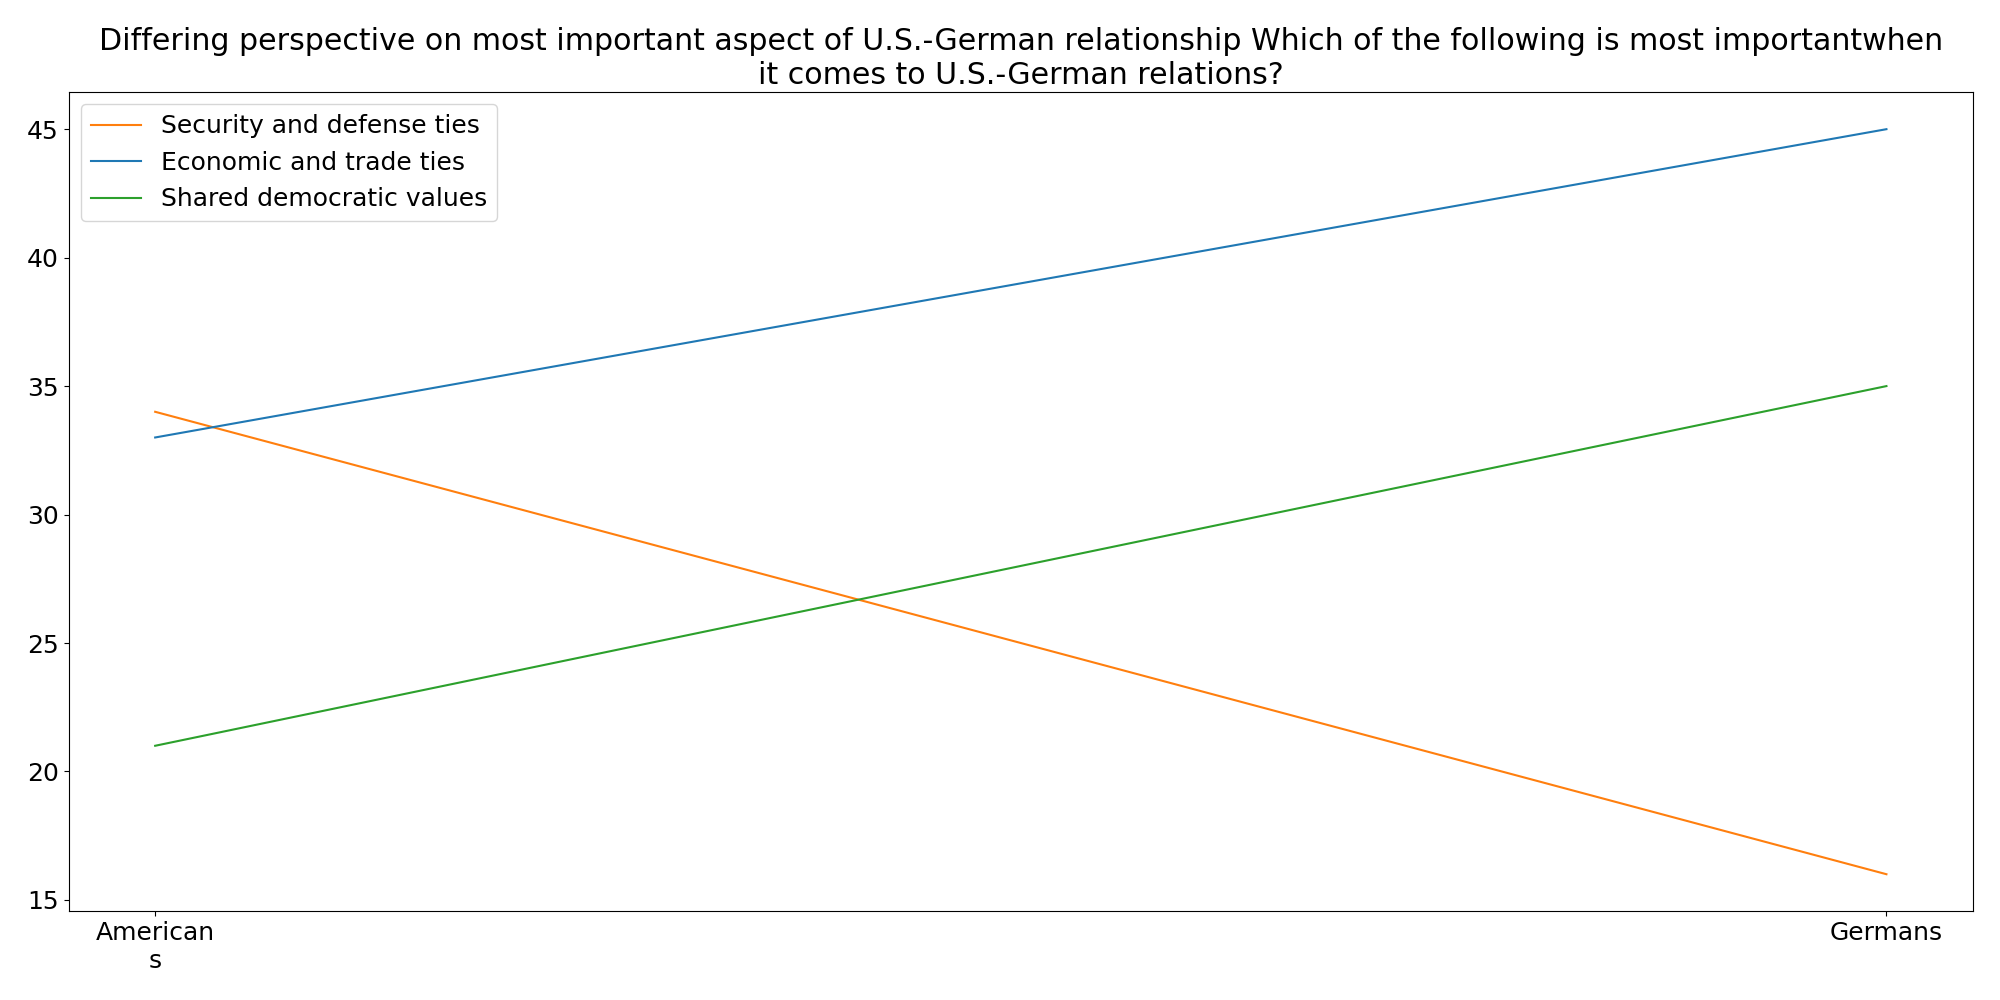 Differing perspective on most important aspect of U.S.-German relationship Which of the following is most importantwhen
it comes to U.S.-German relations?
Security and defense ties
Economic and trade ties
Shared democratic values
45
40
35
30
25
20
15
American
s
Germans